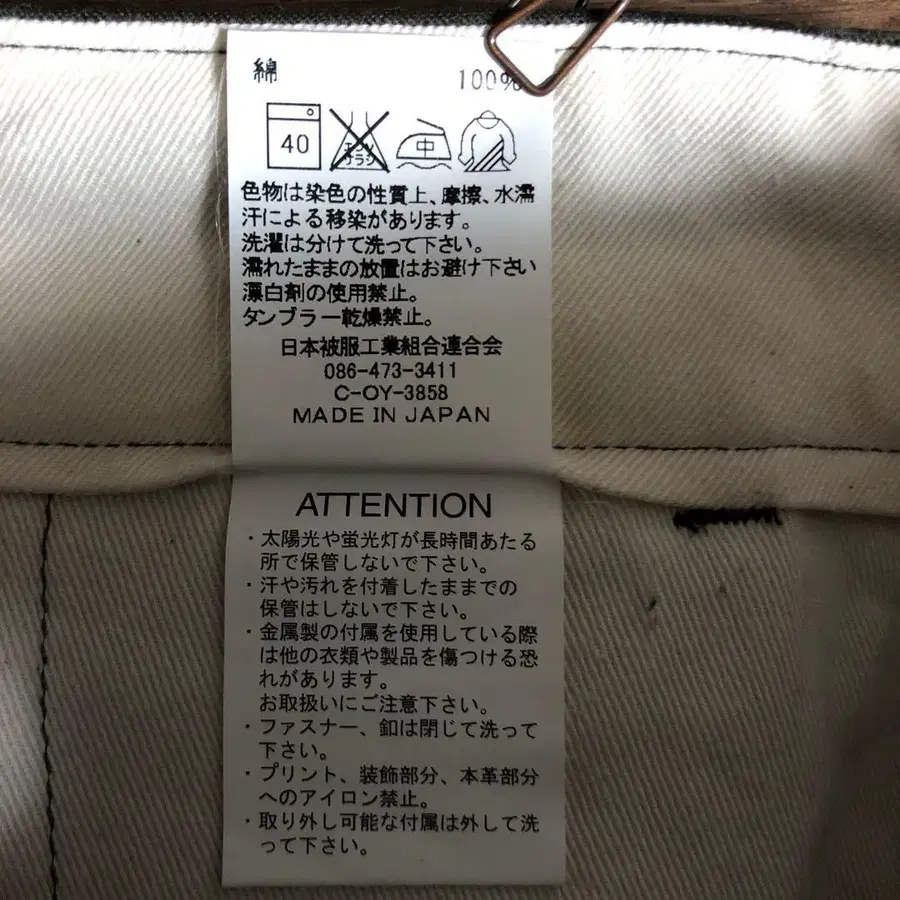 綿 100%
40 エンソ サラシ 中
色物は染色の性質上、摩擦、水濡
汗による移染があります。
洗濯は分けて洗って下さい。
濡れたままの放置はお避け下さい
漂白剤の使用禁止。
タンブラー乾燥禁止。
日本被服工業組合連合会
086-473-3411
C-OY-3858
MADE IN JAPAN
ATTENTION
・太陽光や蛍光灯が長時間あたる
所で保管しないで下さい。
・汗や汚れを付着したままでの
保管はしないで下さい。
・金属製の付属を使用している際
は他の衣類や製品を傷つける恐
れがあります。
お取扱いにご注意下さい。
・ファスナー、釦は閉じて洗って
下さい。
・プリント、装飾部分、本革部分
へのアイロン禁止。
・取り外し可能な付属は外して洗
って下さい。